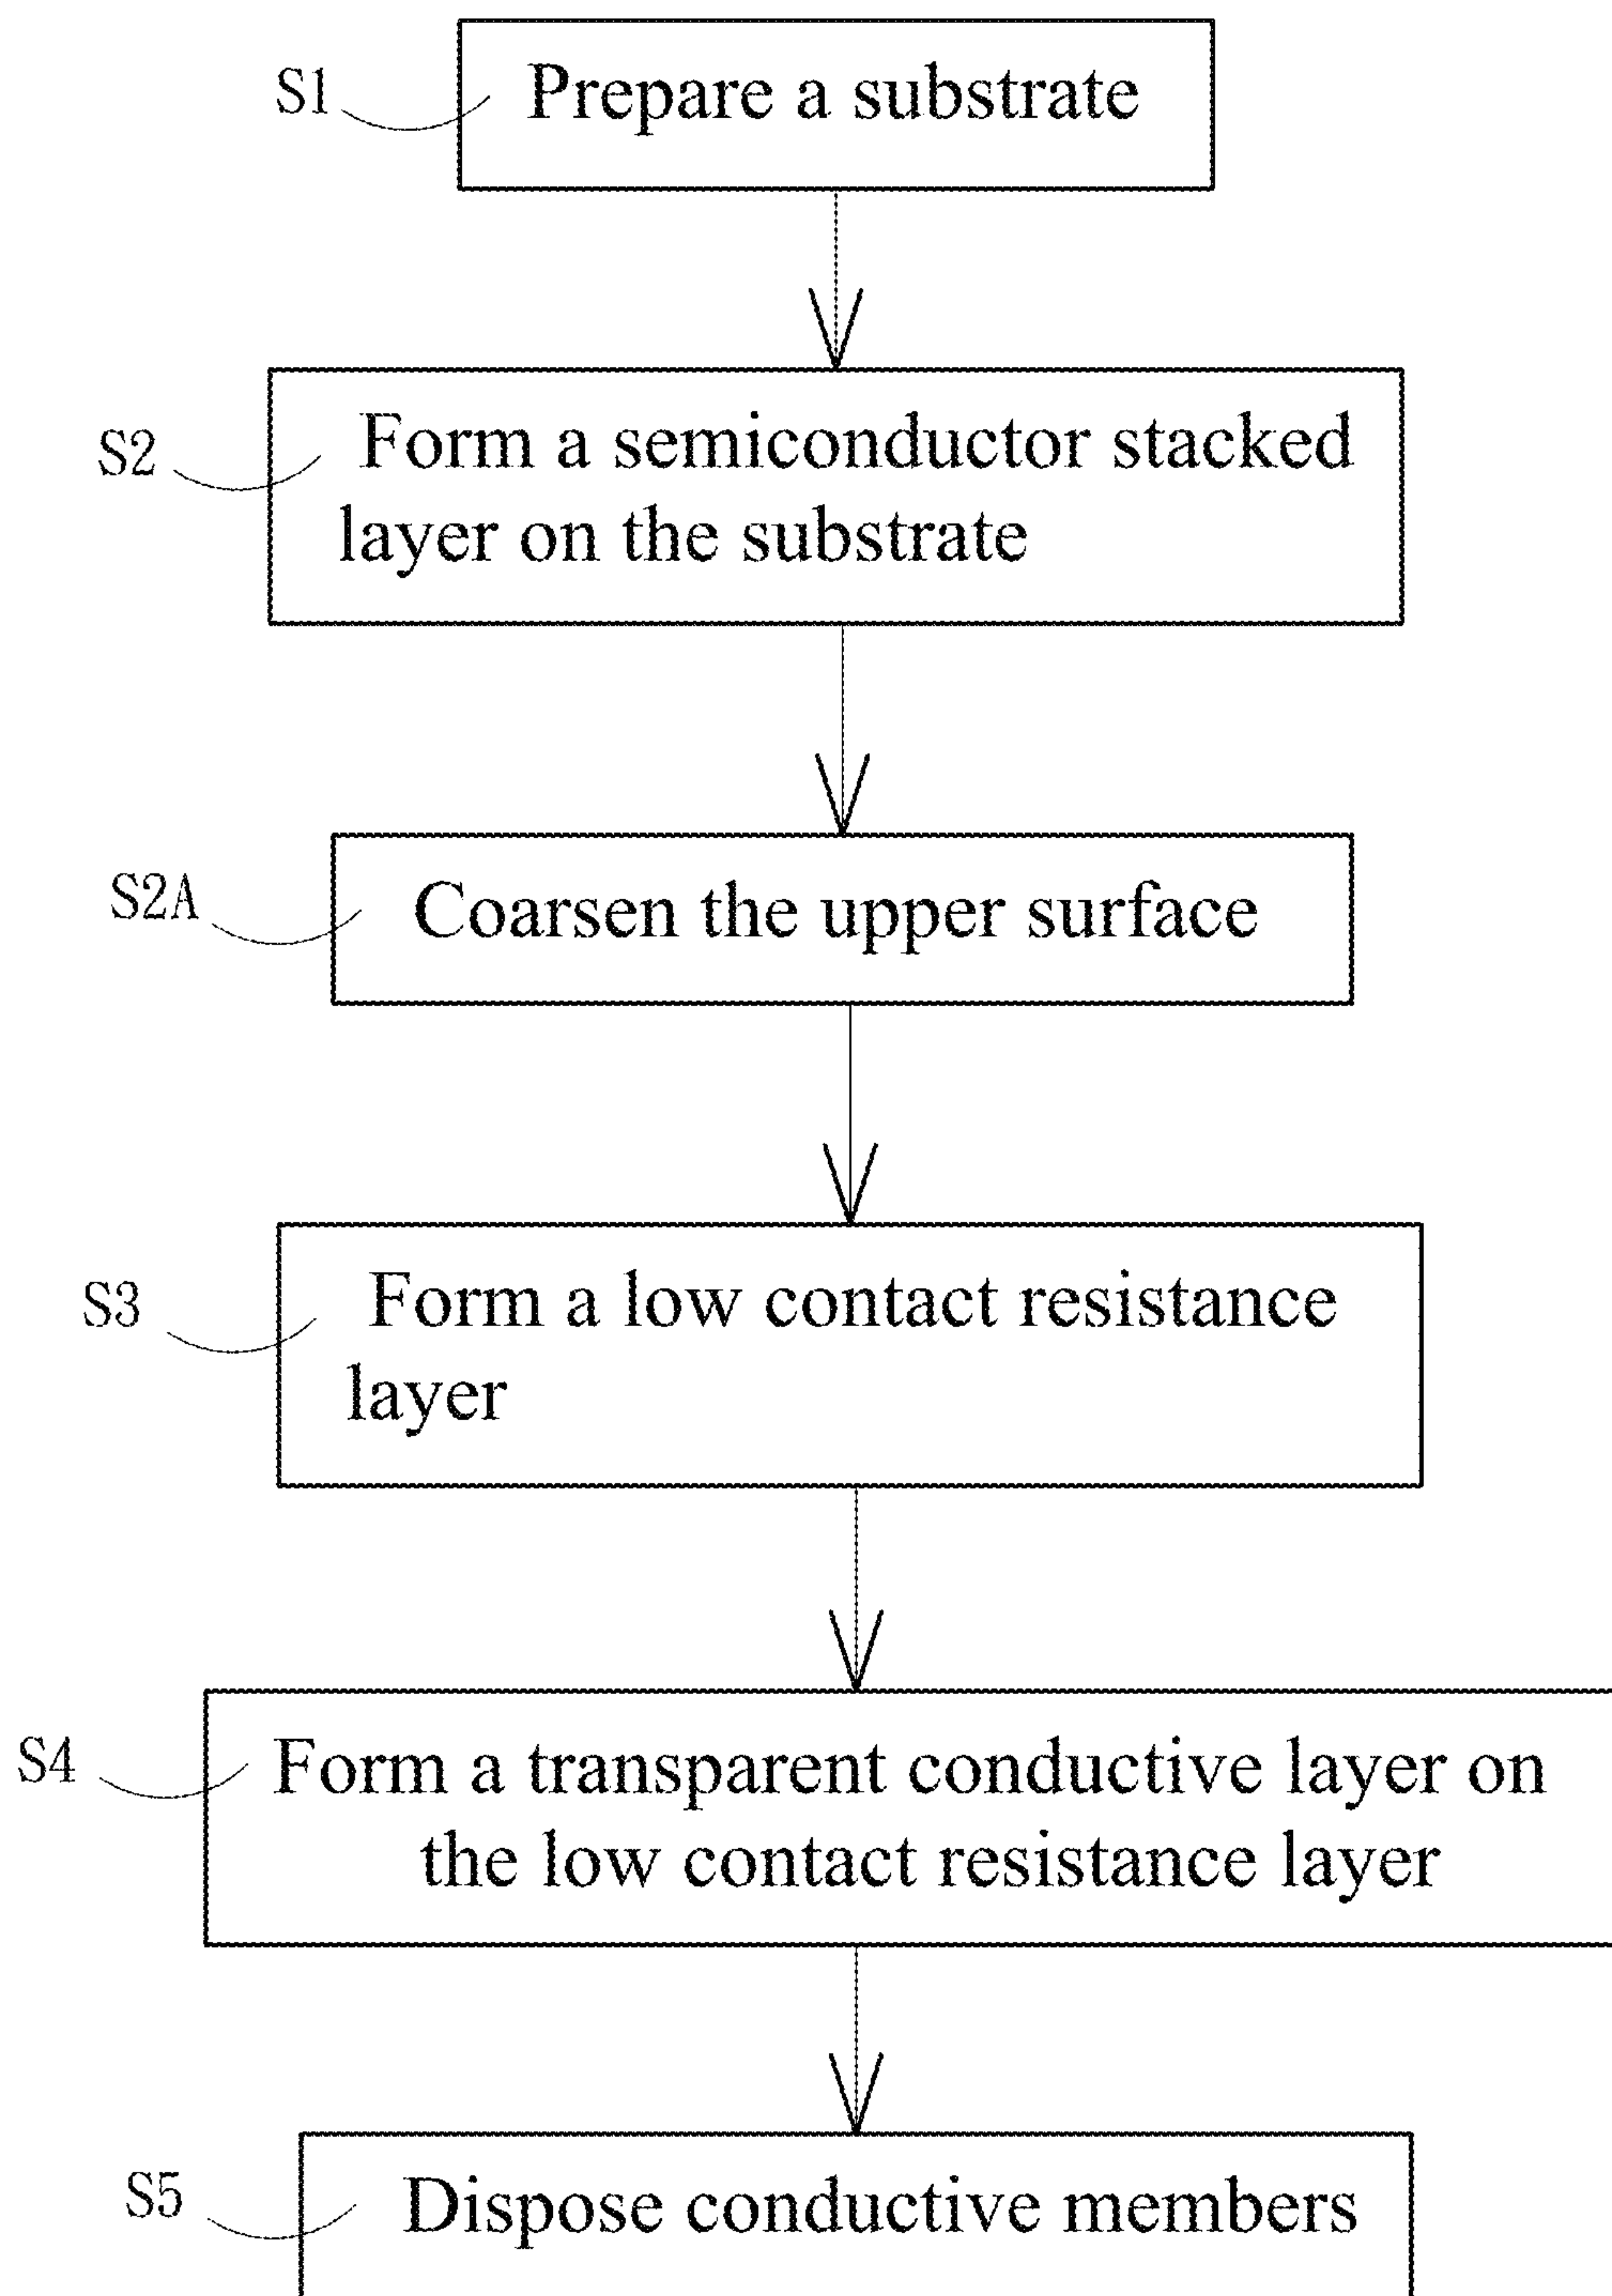 S1
Prepare a substrate
S2
Form a semiconductor stacked
layer on the substrate
S2A
Coarsen the upper surface
S3
Form a low contact resistance
layer
S4
Form a transparent conductive layer on
the low contact resistance layer
S5
Dispose conductive members